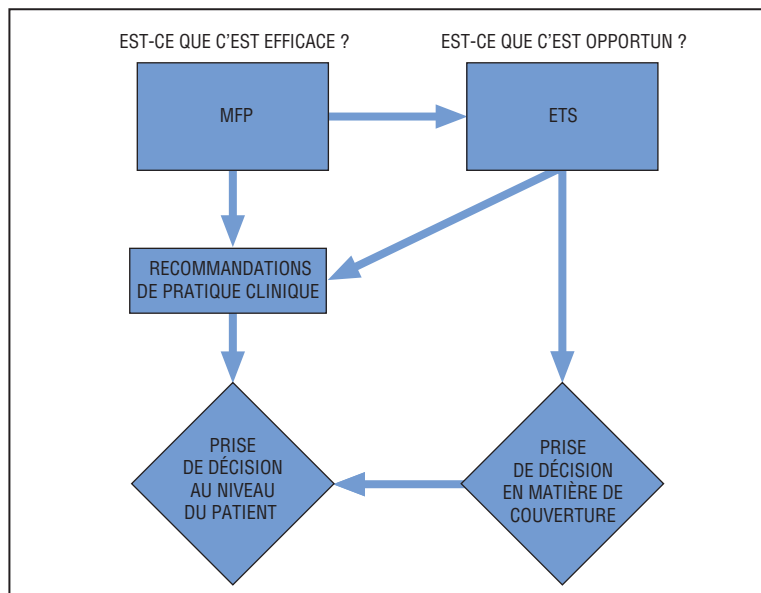 EST-CE QUE C’EST EFFICACE ?
EST-CE QUE C’EST OPPORTUN ?
MFP
ETS
RECOMMANDATIONS
DE PRATIQUE CLINIQUE
PRISE
DE DÉCISION
AU NIVEAU
DU PATIENT
PRISE
DE DÉCISION
EN MATIÈRE DE
COUVERTURE